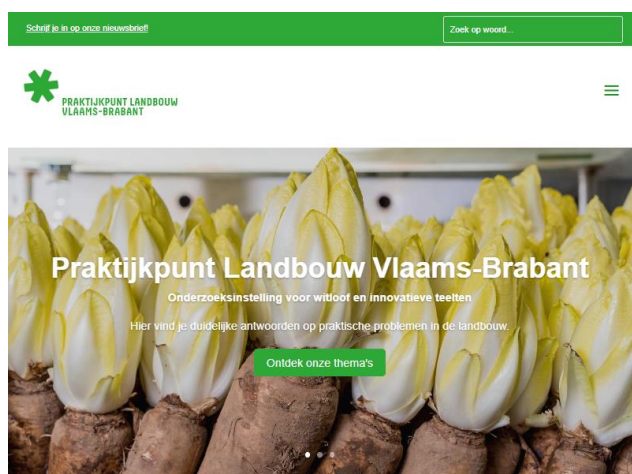 Schrijf je in op onze nieuwsbrief!
Zoek op woord...
PRAKTIJKPUNT LANDBOUW
VLAAMS-BRABANT
Praktijkpunt Landbouw Vlaams-Brabant
Onderzoeksinstelling voor witloof en innovatieve teelten
Hier vind je duidelijke antwoorden op praktische problemen in de landbouw.
Ontdek onze thema's